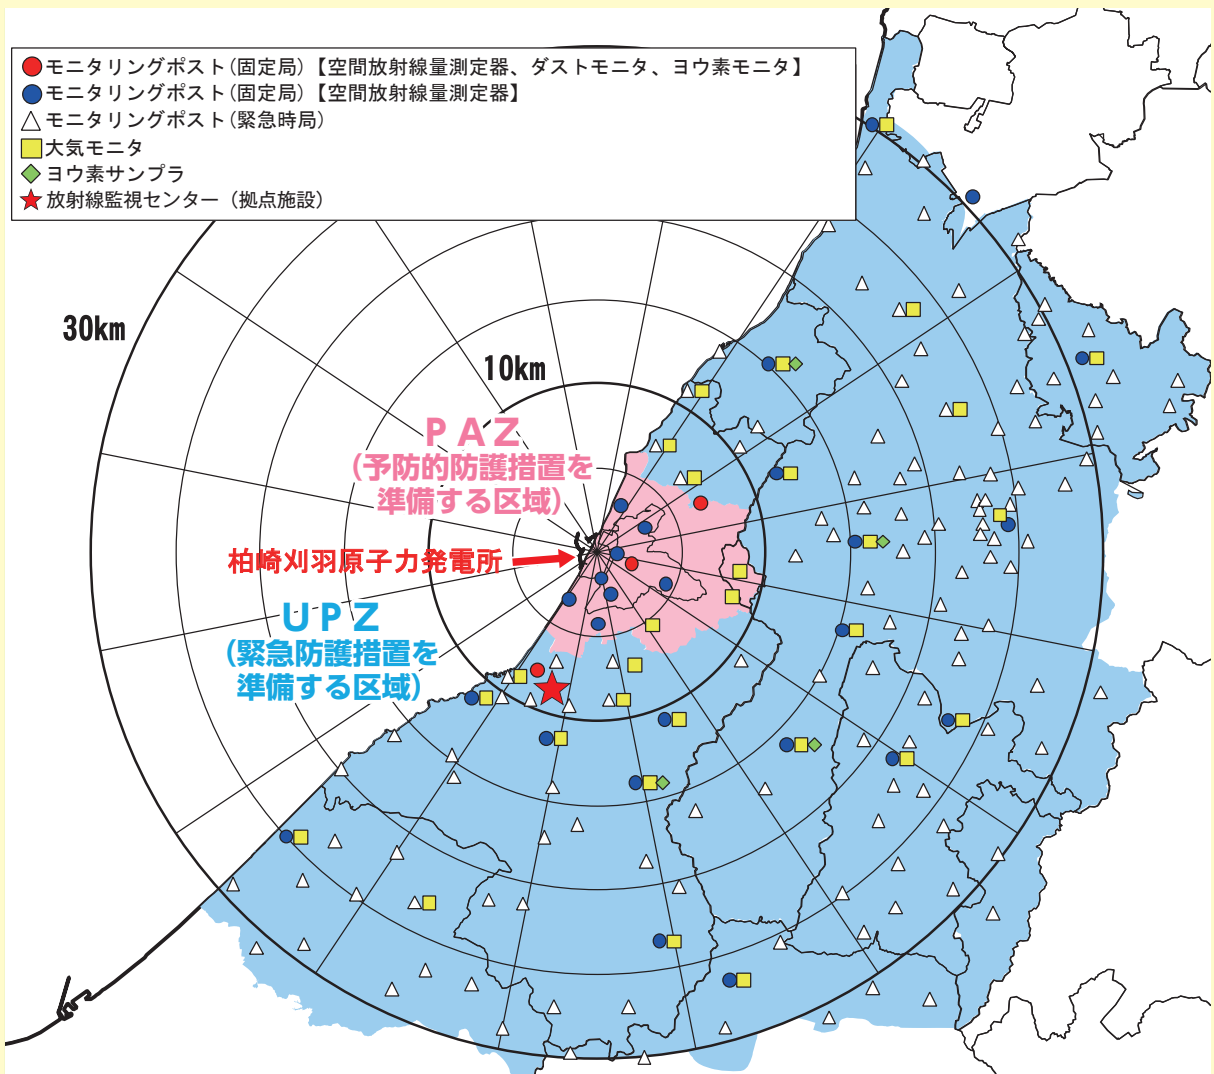 モニタリングポスト(固定局)【空間放射線量測定器、ダストモニタ、ヨウ素モニタ】
モニタリングポスト(固定局)【空間放射線量測定器】
モニタリングポスト(緊急時局)
大気モニタ
ヨウ素サンプラ
放射線監視センター（拠点施設）
30km
10km
ＰＡＺ
（予防的防護措置を
準備する区域）
柏崎刈羽原子力発電所
ＵＰＺ
（緊急防護措置を
準備する区域）